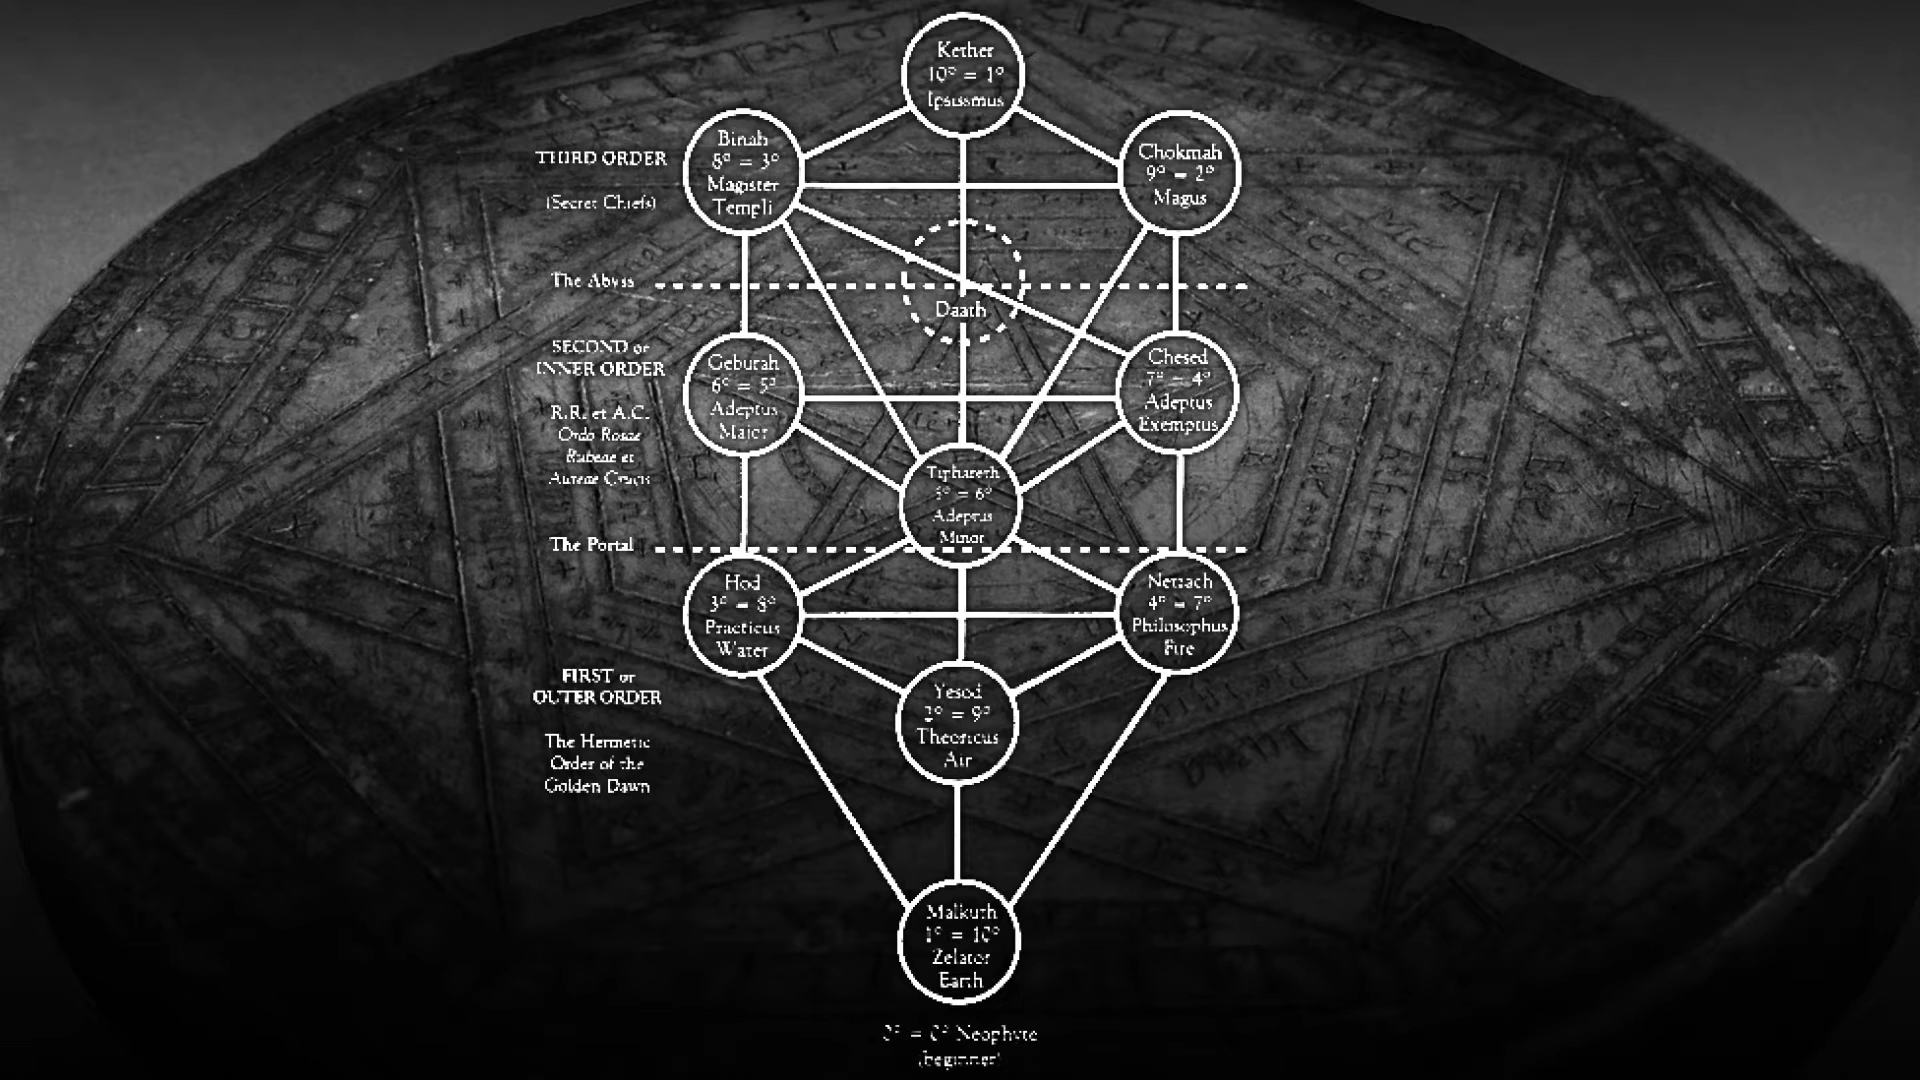 Kether
10° = 1°
Ipsissmus
Binah
8° = 3°
Magister
Templi
Chokmah
9° = 2°
Magus
THIRD ORDER
(Secret Chiefs)
The Abyss
Daath
SECOND or
INNER ORDER
R.R. et A.C.
Ordo Rosae
Rubeae et
Aureae Crucis
Geburah
6° = 5°
Adeptus
Major
Chesed
7° = 4°
Adeptus
Exemptus
Tiphareth
5° = 6°
Adeptus
Minor
The Portal
Hod
3° = 8°
Practicus
Water
Netzach
4° = 7°
Philosophus
Fire
FIRST or
OUTER ORDER
The Hermetic
Order of the
Golden Dawn
Yesod
2° = 9°
Theoricus
Air
Malkuth
1° = 10°
Zelator
Earth
0° = 0° Neophyte
(beginner)